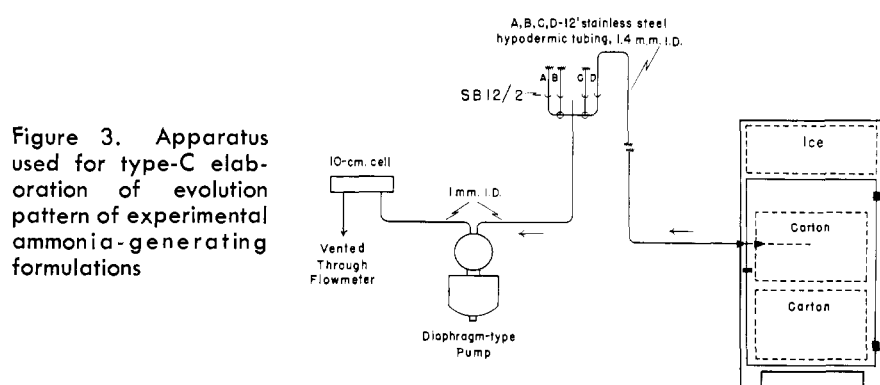 A,B,C,D-12' stainless steel
hypodermic tubing, 1.4 m.m. I.D.
A B C D
SB 12/2
Figure 3. Apparatus
used for type-C elab-
oration of evolution
pattern of experimental
ammonia-generating
formulations
10-cm. cell
1 mm. I.D.
Vented
Through
Flowmeter
Diaphragm-type
Pump
Ice
Carton
Carton